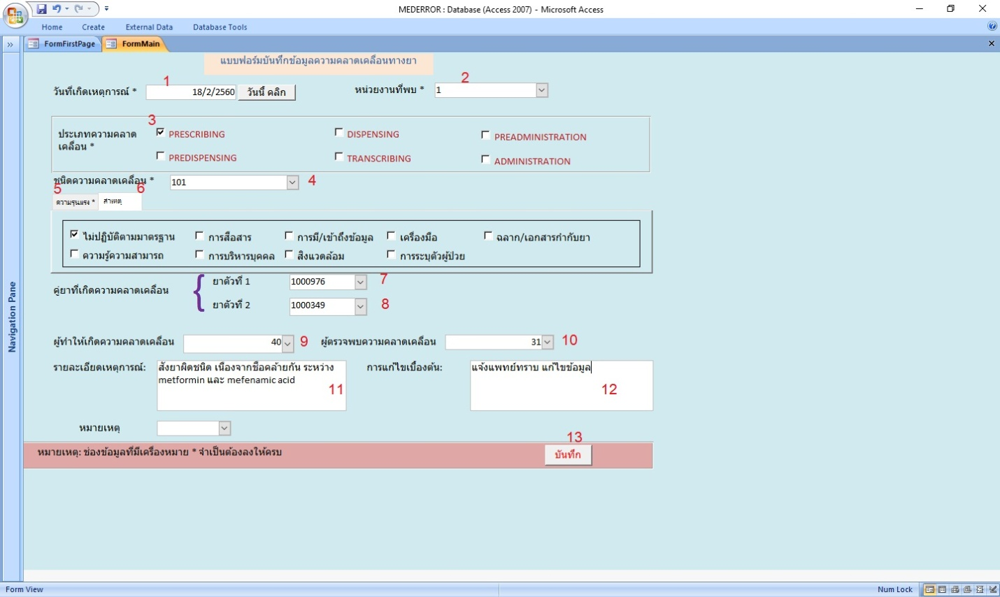 MEDERROR : Database (Access 2007) - Microsoft Access
Home Create External Data Database Tools
FormFirstPage FormMain
แบบฟอร์มบันทึกข้อมูลความคลาดเคลื่อนทางยา
1 2
วันที่เกิดเหตุการณ์ * 18/2/2560 วันนี้ คลิก หน่วยงานที่พบ * 1
3
ประเภทความคลาด
เคลื่อน *
PRESCRIBING DISPENSING PREADMINISTRATION
PREDISPENSING TRANSCRIBING ADMINISTRATION
ชนิดความคลาดเคลื่อน * 101 4
5 6
ความรุนแรง * สาเหตุ
ไม่ปฏิบัติตามมาตรฐาน การสื่อสาร การมี/เข้าถึงข้อมูล เครื่องมือ ฉลาก/เอกสารกำกับยา
ความรู้ความสามารถ การบริหารบุคคล สิ่งแวดล้อม การระบุตัวผู้ป่วย
คู่ยาที่เกิดความคลาดเคลื่อน
ยาตัวที่ 1 1000976 7
ยาตัวที่ 2 1000349 8
ผู้ทำให้เกิดความคลาดเคลื่อน 40 9 ผู้ตรวจพบความคลาดเคลื่อน 31 10
รายละเอียดเหตุการณ์: สั่งยาผิดชนิด เนื่องจากชื่อคล้ายกัน ระหว่าง
metformin และ mefenamic acid
11
การแก้ไขเบื้องต้น: แจ้งแพทย์ทราบ แก้ไขข้อมูล
12
หมายเหตุ
13
หมายเหตุ: ช่องข้อมูลที่มีเครื่องหมาย * จำเป็นต้องลงให้ครบ บันทึก
Navigation Pane
Form View Num Lock